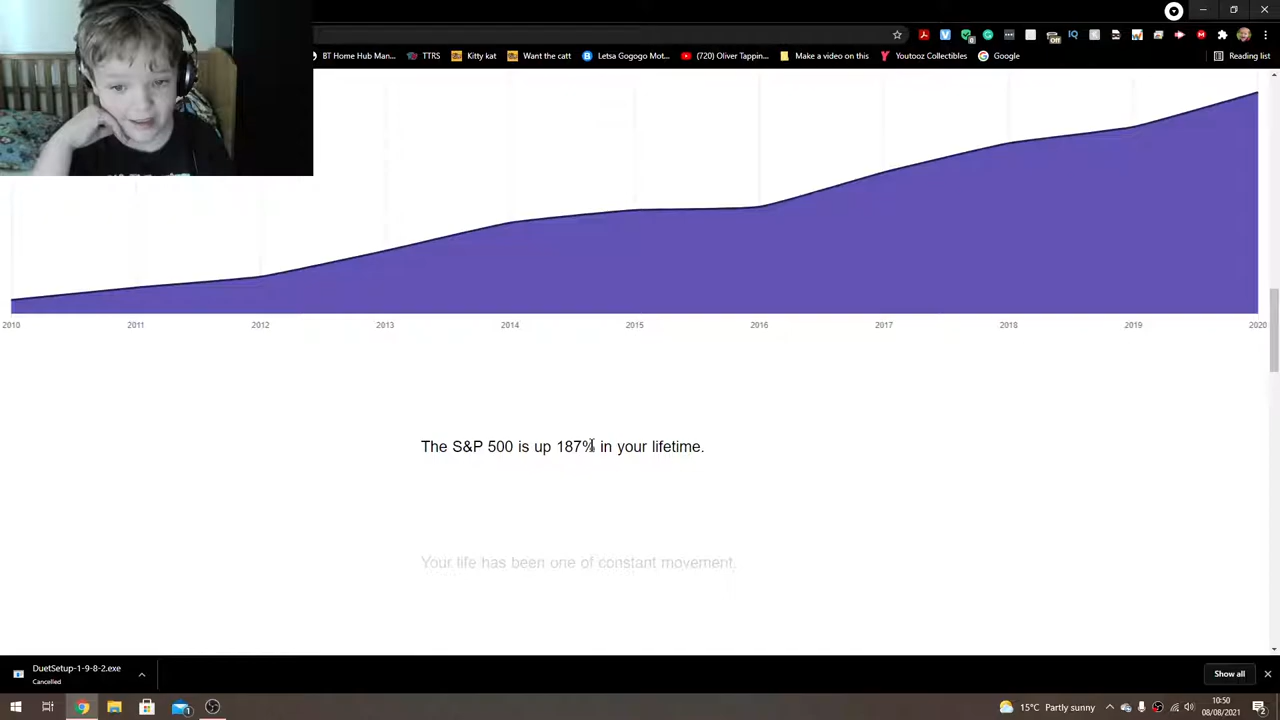 BT Home Hub Man...
TTRS
Kitty kat
Want the catt
Letsa Gogogo Mot...
(720) Oliver Tappin...
Make a video on this
Youtooz Collectibles
Google
Reading list
2010 2011 2012 2013 2014 2015 2016 2017 2018 2019 2020
The S&P 500 is up 187% in your lifetime.
Your life has been one of constant movement.
DuetSetup-1-9-8-2.exe
Cancelled
Show all
15°C Partly sunny
10:50
08/08/2021